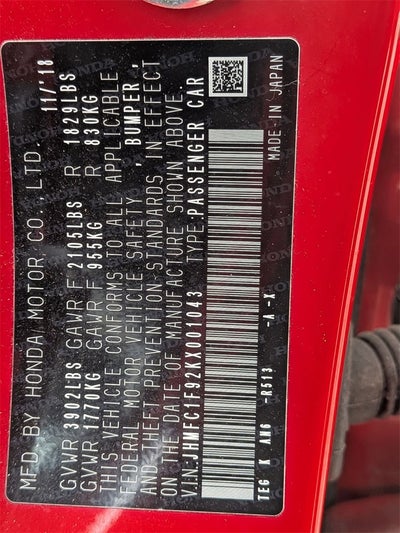 MFD. BY HONDA MOTOR CO., LTD. 11/'18
GVWR 3902LBS GAWR F 2105LBS R 1829LBS
GVWR 1770KG GAWR F 955KG R 830KG
THIS VEHICLE CONFORMS TO ALL APPLICABLE
FEDERAL MOTOR VEHICLE SAFETY, BUMPER,
AND THEFT PREVENTION STANDARDS IN EFFECT
ON THE DATE OF MANUFACTURE SHOWN ABOVE.
V.I.N.: JHMFC1F92KX001043
TYPE:PASSENGER CAR
TEG K AH6 -R513 -A -X MADE IN JAPAN